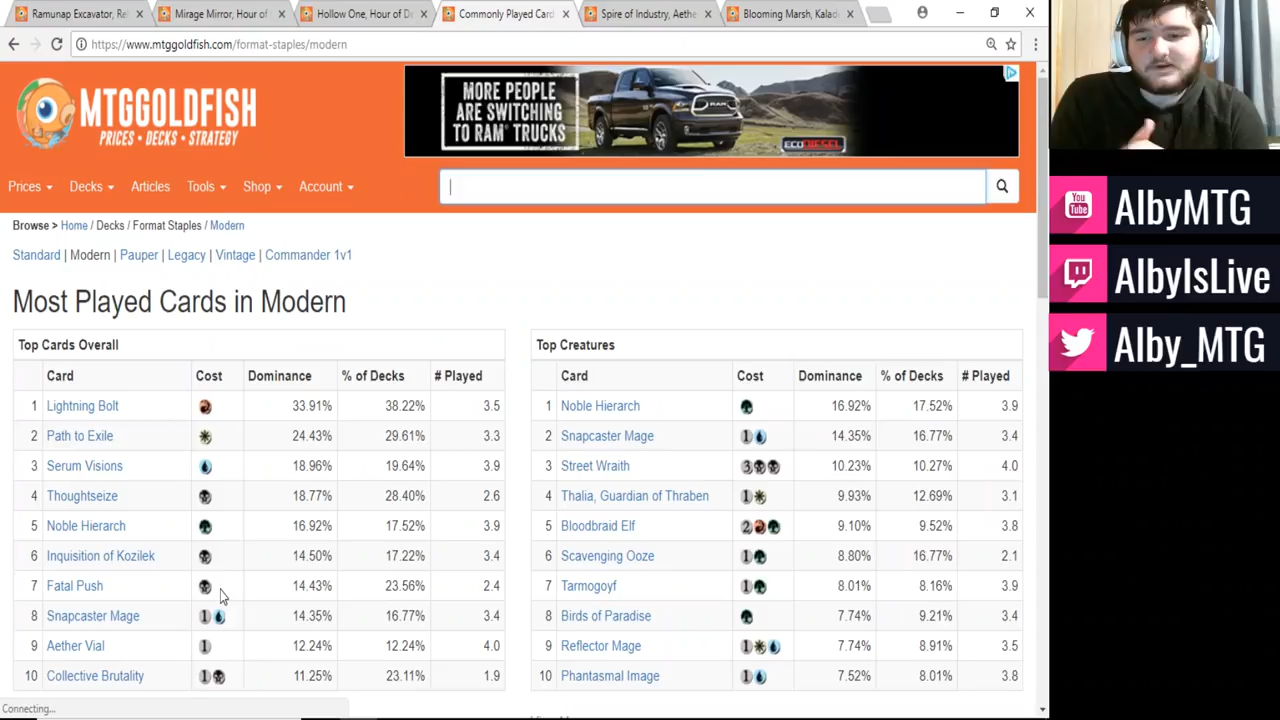 Ramunap Excavator, Re
Mirage Mirror, Hour of
Hollow One, Hour of De
Commonly Played Card
Spire of Industry, Aethe
Blooming Marsh, Kalade
https://www.mtggoldfish.com/format-staples/modern
MTGGOLDFISH
PRICES • DECKS • STRATEGY
MORE PEOPLE
ARE SWITCHING
TO RAM TRUCKS
ECODIESEL
Prices Decks Articles Tools Shop Account
Browse > Home / Decks / Format Staples / Modern
Standard | Modern | Pauper | Legacy | Vintage | Commander 1v1
Most Played Cards in Modern
Top Cards Overall
Card Cost Dominance % of Decks # Played
1 Lightning Bolt 33.91% 38.22% 3.5
2 Path to Exile 24.43% 29.61% 3.3
3 Serum Visions 18.96% 19.64% 3.9
4 Thoughtseize 18.77% 28.40% 2.6
5 Noble Hierarch 16.92% 17.52% 3.9
6 Inquisition of Kozilek 14.50% 17.22% 3.4
7 Fatal Push 14.43% 23.56% 2.4
8 Snapcaster Mage 1 14.35% 16.77% 3.4
9 Aether Vial 1 12.24% 12.24% 4.0
10 Collective Brutality 1 11.25% 23.11% 1.9
Top Creatures
Card Cost Dominance % of Decks # Played
1 Noble Hierarch 16.92% 17.52% 3.9
2 Snapcaster Mage 1 14.35% 16.77% 3.4
3 Street Wraith 3 10.23% 10.27% 4.0
4 Thalia, Guardian of Thraben 1 9.93% 12.69% 3.1
5 Bloodbraid Elf 2 9.10% 9.52% 3.8
6 Scavenging Ooze 1 8.80% 16.77% 2.1
7 Tarmogoyf 1 8.01% 8.16% 3.9
8 Birds of Paradise 7.74% 9.21% 3.4
9 Reflector Mage 1 7.74% 8.91% 3.5
10 Phantasmal Image 1 7.52% 8.01% 3.8
Connecting...
You Tube AlbyMTG
AlbyIsLive
Alby_MTG